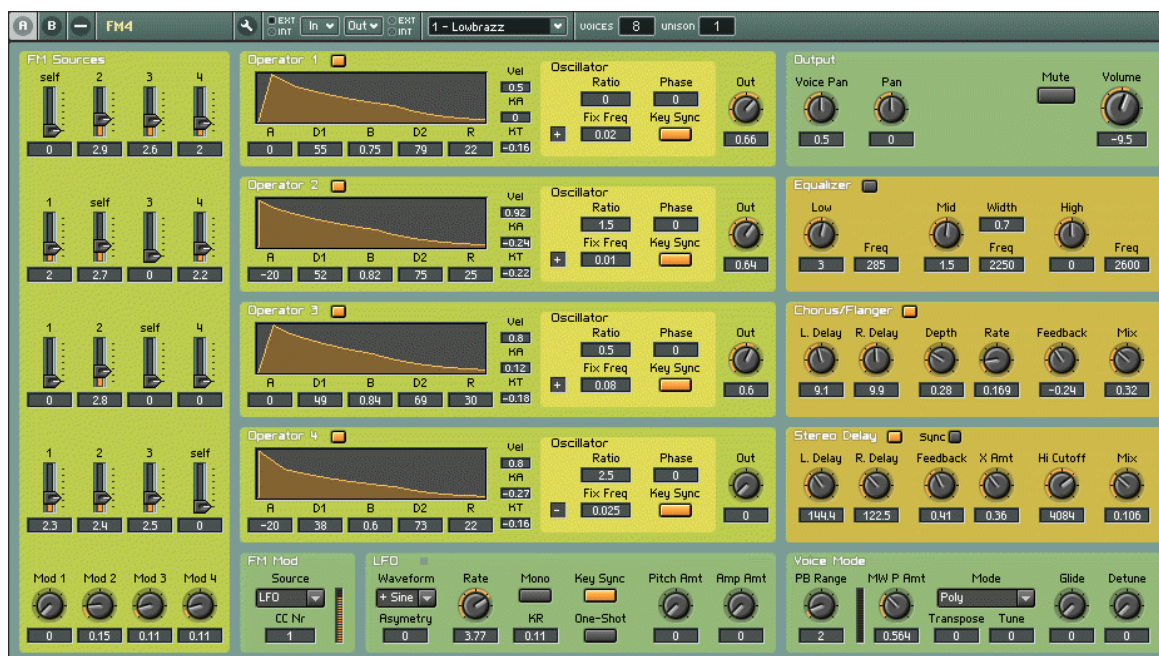 A B FM4 EXT INT In Out EXT INT 1 - Lowbrazz VOICES 8 UNISON 1
FM Sources
self 2 3 4
0 2.9 2.6 2
1 self 3 4
2 2.7 0 2.2
1 2 self 4
0 2.8 0 0
1 2 3 self
2.3 2.4 2.5 0
Mod 1 Mod 2 Mod 3 Mod 4
0 0.15 0.11 0.11
Operator 1
Vel
0.5
KA
0
KT
-0.16
A D1 B D2 R
0 55 0.75 79 22
Oscillator
Ratio Phase
0 0
Fix Freq Key Sync
+ 0.02
Out
0.66
Operator 2
Vel
0.92
KA
-0.24
KT
-0.22
A D1 B D2 R
-20 52 0.82 75 25
Oscillator
Ratio Phase
1.5 0
Fix Freq Key Sync
+ 0.01
Out
0.64
Operator 3
Vel
0.8
KA
0.12
KT
-0.18
A D1 B D2 R
0 49 0.84 69 30
Oscillator
Ratio Phase
0.5 0
Fix Freq Key Sync
+ 0.08
Out
0.6
Operator 4
Vel
0.8
KA
-0.27
KT
-0.16
A D1 B D2 R
-20 38 0.6 73 22
Oscillator
Ratio Phase
2.5 0
Fix Freq Key Sync
- 0.025
Out
0
FM Mod
Source
LFO
CC Nr
1
LFO
Waveform Rate Mono Key Sync Pitch Amt Amp Amt
+ Sine
Asymetry KR One-Shot
0 3.77 0.11 0 0
Output
Voice Pan Pan Mute Volume
0.5 0 -9.5
Equalizer
Low Mid Width High
0.7
Freq Freq Freq
3 285 1.5 2250 0 2600
Chorus/Flanger
L. Delay R. Delay Depth Rate Feedback Mix
9.1 9.9 0.28 0.169 -0.24 0.32
Stereo Delay Sync
L. Delay R. Delay Feedback X Amt Hi Cutoff Mix
144.4 122.5 0.41 0.36 4084 0.106
Voice Mode
PB Range MW P Amt Mode Glide Detune
Poly
Transpose Tune
2 0.564 0 0 0 0